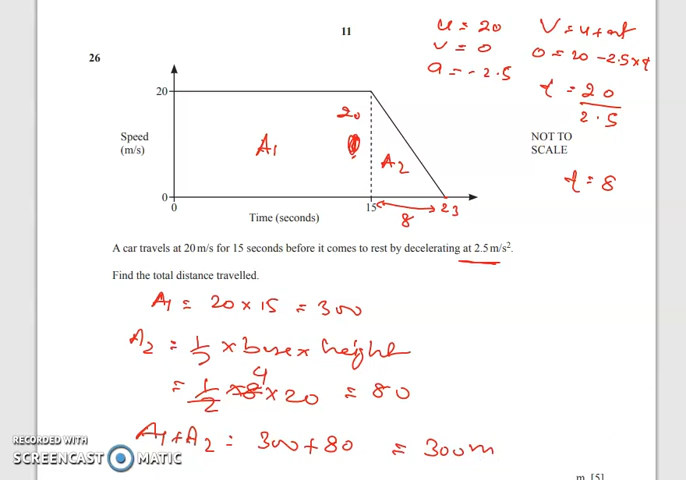 11
26
u = 20
v = 0
a = - 2.5
V = u + at
0 = 20 - 2.5 x t
t = 20
2.5
t = 8
20
Speed
(m/s)
A1
20
A2
NOT TO
SCALE
0
0
15
23
8
Time (seconds)
A car travels at 20 m/s for 15 seconds before it comes to rest by decelerating at 2.5 m/s².
Find the total distance travelled.
A1 = 20 x 15 = 300
A2 = 1/2 x base x height
= 1/2 x 8 x 20 = 80
4
A1 + A2 = 300 + 80 = 300m
RECORDED WITH
SCREENCAST MATIC
m [5]